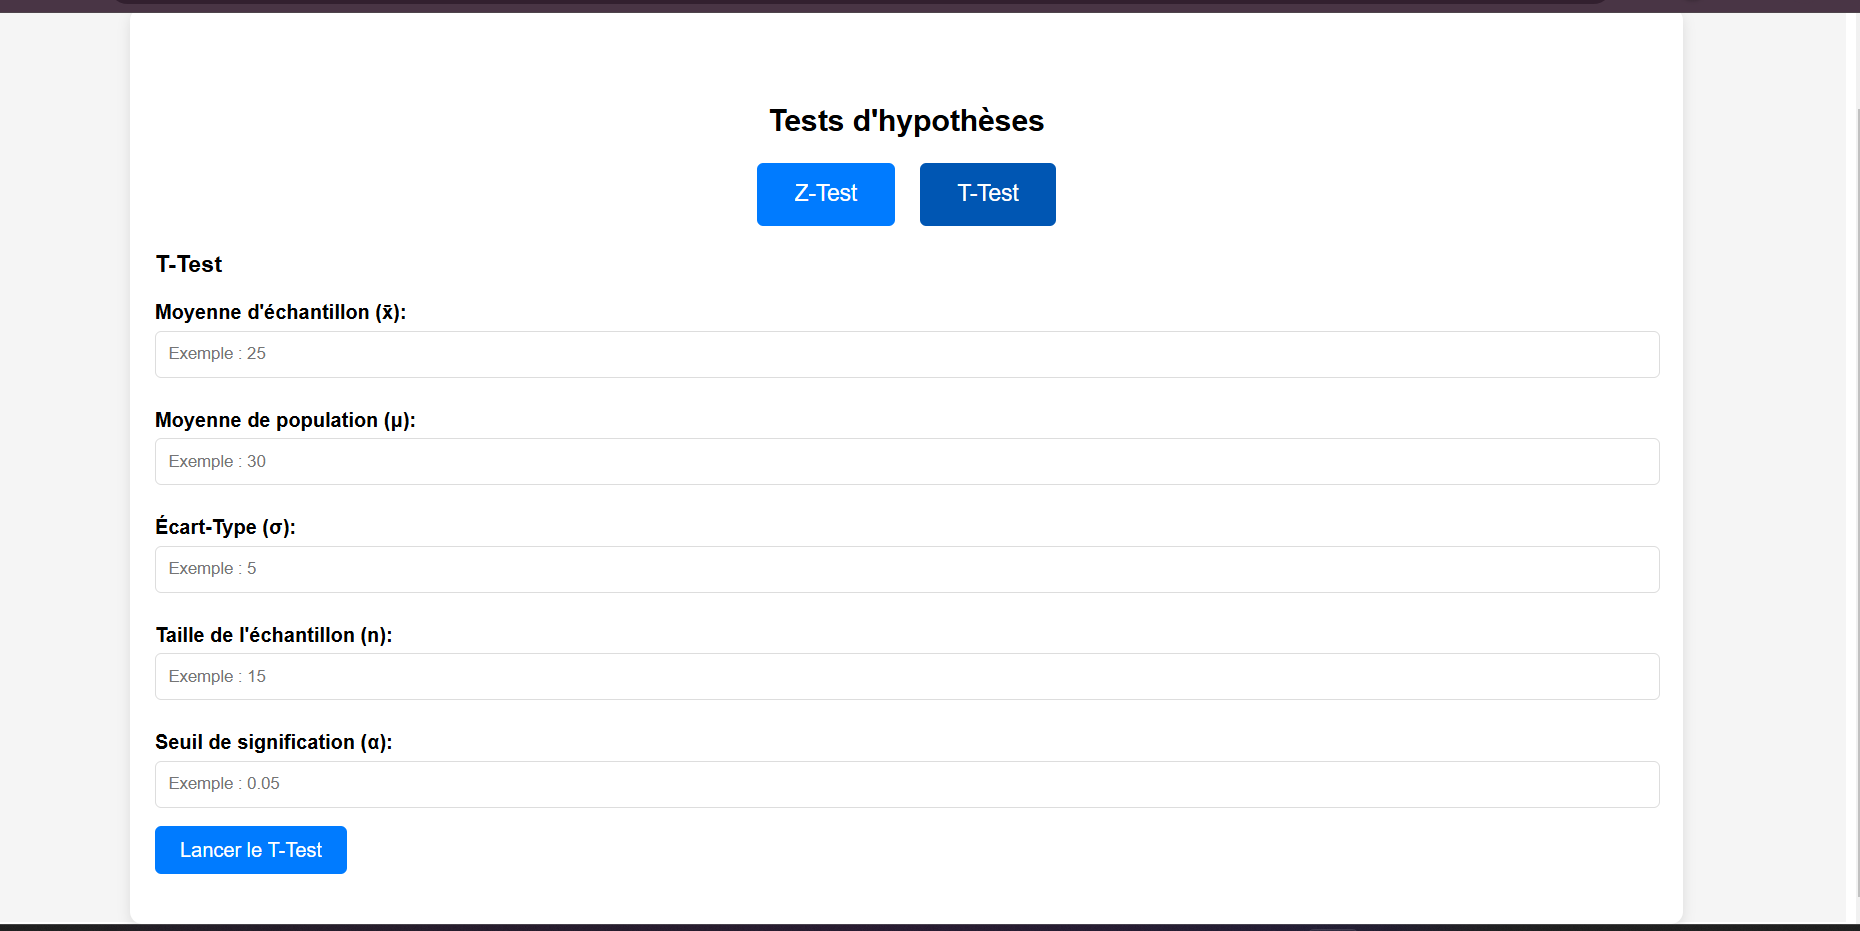 Tests d'hypothèses
Z-Test T-Test
T-Test
Moyenne d'échantillon (x̄):
Exemple : 25
Moyenne de population (μ):
Exemple : 30
Écart-Type (σ):
Exemple : 5
Taille de l'échantillon (n):
Exemple : 15
Seuil de signification (α):
Exemple : 0.05
Lancer le T-Test